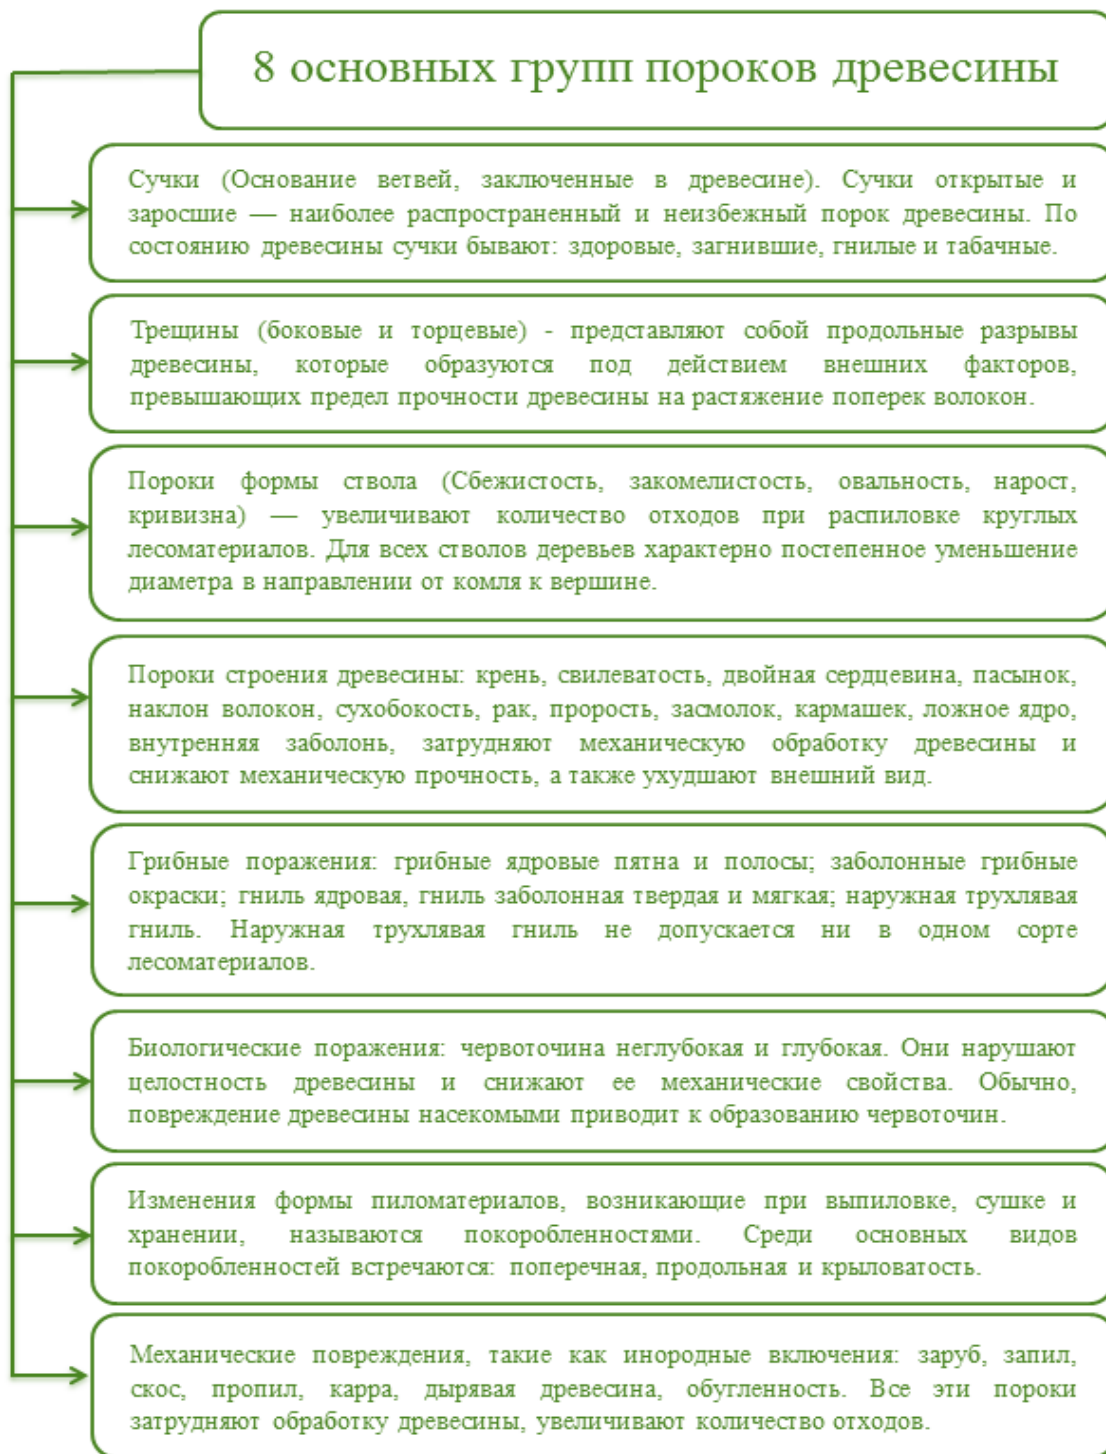 8 основных групп пороков древесины
Сучки (Основание ветвей, заключенные в древесине). Сучки открытые и
заросшие — наиболее распространенный и неизбежный порок древесины. По
состоянию древесины сучки бывают: здоровые, загнившие, гнилые и табачные.
Трещины (боковые и торцевые) - представляют собой продольные разрывы
древесины, которые образуются под действием внешних факторов,
превышающих предел прочности древесины на растяжение поперек волокон.
Пороки формы ствола (Сбежистость, закомелистость, овальность, нарост,
кривизна) — увеличивают количество отходов при распиловке круглых
лесоматериалов. Для всех стволов деревьев характерно постепенное уменьшение
диаметра в направлении от комля к вершине.
Пороки строения древесины: крень, свилеватость, двойная сердцевина, пасынок,
наклон волокон, сухобокость, рак, прорость, засмолок, кармашек, ложное ядро,
внутренняя заболонь, затрудняют механическую обработку древесины и
снижают механическую прочность, а также ухудшают внешний вид.
Грибные поражения: грибные ядровые пятна и полосы; заболонные грибные
окраски; гниль ядровая, гниль заболонная твердая и мягкая; наружная трухлявая
гниль. Наружная трухлявая гниль не допускается ни в одном сорте
лесоматериалов.
Биологические поражения: червоточина неглубокая и глубокая. Они нарушают
целостность древесины и снижают ее механические свойства. Обычно,
повреждение древесины насекомыми приводит к образованию червоточин.
Изменения формы пиломатериалов, возникающие при выпиловке, сушке и
хранении, называются покоробленностями. Среди основных видов
покоробленностей встречаются: поперечная, продольная и крыловатость.
Механические повреждения, такие как инородные включения: заруб, запил,
скос, пропил, карра, дырявая древесина, обугленность. Все эти пороки
затрудняют обработку древесины, увеличивают количество отходов.